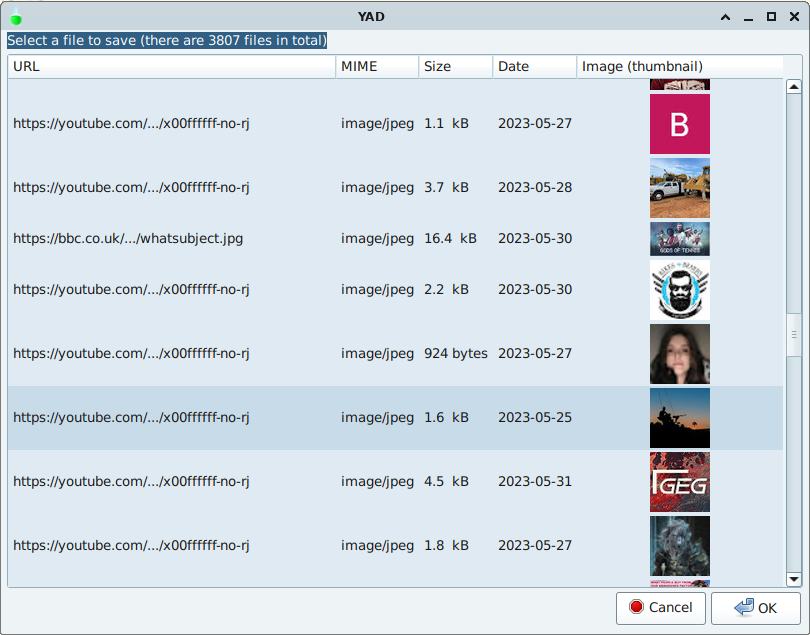 YAD
Select a file to save (there are 3807 files in total)
URL MIME Size Date Image (thumbnail)
https://youtube.com/.../x00ffffff-no-rj image/jpeg 1.1 kB 2023-05-27 B
https://youtube.com/.../x00ffffff-no-rj image/jpeg 3.7 kB 2023-05-28
https://bbc.co.uk/.../whatsubject.jpg image/jpeg 16.4 kB 2023-05-30 GODS OF TENNIS
https://youtube.com/.../x00ffffff-no-rj image/jpeg 2.2 kB 2023-05-30
https://youtube.com/.../x00ffffff-no-rj image/jpeg 924 bytes 2023-05-27
https://youtube.com/.../x00ffffff-no-rj image/jpeg 1.6 kB 2023-05-25
https://youtube.com/.../x00ffffff-no-rj image/jpeg 4.5 kB 2023-05-31 GEG
https://youtube.com/.../x00ffffff-no-rj image/jpeg 1.8 kB 2023-05-27
Cancel OK